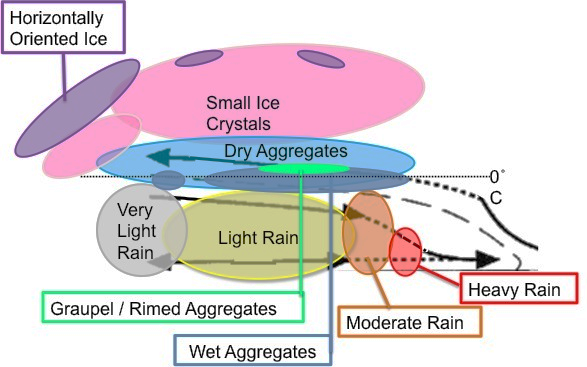 Horizontally
Oriented Ice
Small Ice
Crystals
Dry Aggregates
0°
C
Very
Light
Rain
Light Rain
Heavy Rain
Graupel / Rimed Aggregates
Moderate Rain
Wet Aggregates